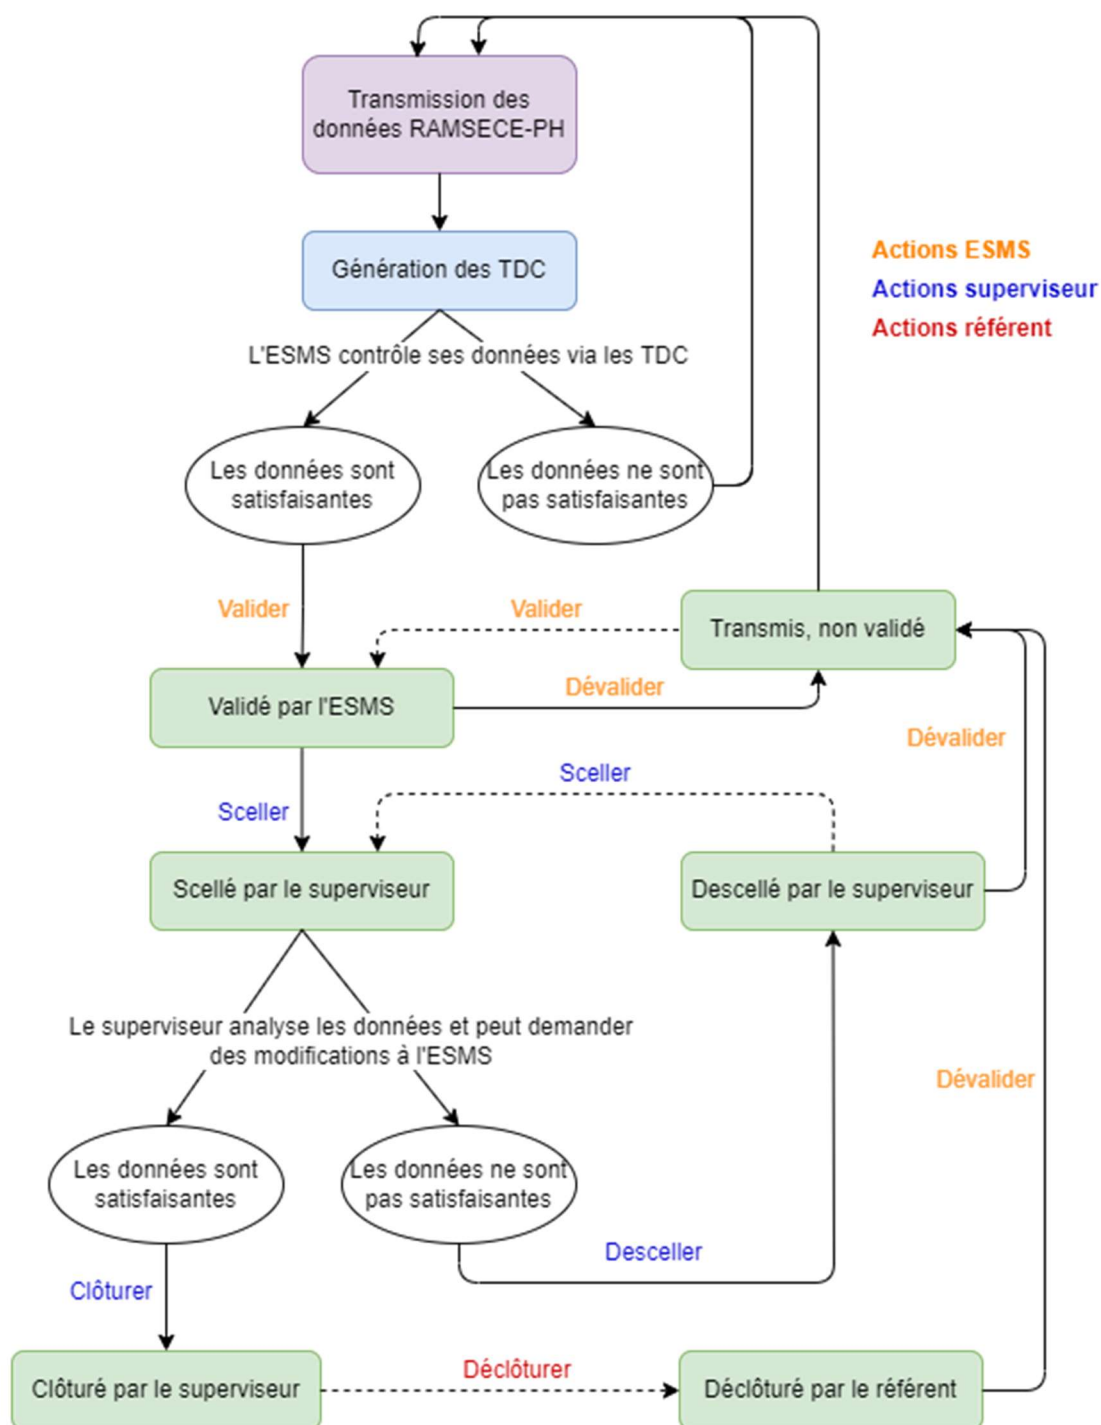 Transmission des
données RAMSECE-PH
Génération des TDC
Actions ESMS
Actions superviseur
Actions référent
L'ESMS contrôle ses données via les TDC
Les données sont
satisfaisantes
Les données ne sont
pas satisfaisantes
Valider
Valider
Transmis, non validé
Validé par l'ESMS
Dévalider
Dévalider
Sceller
Sceller
Scellé par le superviseur
Descellé par le superviseur
Le superviseur analyse les données et peut demander
des modifications à l'ESMS
Dévalider
Les données sont
satisfaisantes
Les données ne sont
pas satisfaisantes
Desceller
Clôturer
Clôturé par le superviseur
Déclôturer
Déclôturé par le référent